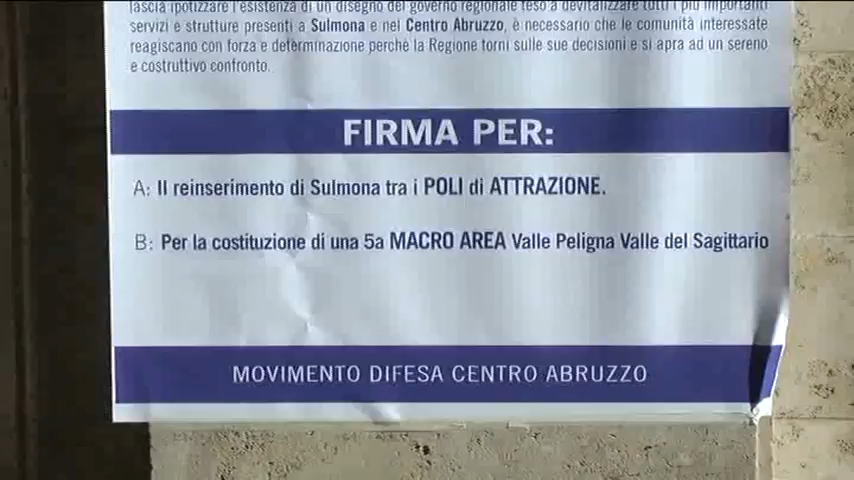 lascia ipotizzare l'esistenza di un disegno del governo regionale teso a devitalizzare tutti i più importanti
servizi e strutture presenti a Sulmona e nel Centro Abruzzo, è necessario che le comunità interessate
reagiscano con forza e determinazione perchè la Regione torni sulle sue decisioni e si apra ad un sereno
e costruttivo confronto.
FIRMA PER:
A: Il reinserimento di Sulmona tra i POLI di ATTRAZIONE.
B: Per la costituzione di una 5a MACRO AREA Valle Peligna Valle del Sagittario
MOVIMENTO DIFESA CENTRO ABRUZZO